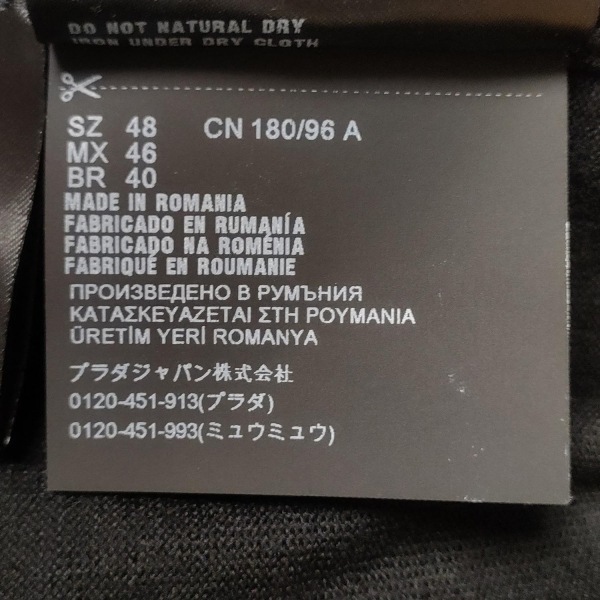 DO NOT NATURAL DRY
IRON UNDER DRY CLOTH
SZ 48 CN 180/96 A
MX 46
BR 40
MADE IN ROMANIA
FABRICADO EN RUMANÍA
FABRICADO NA ROMÉNIA
FABRIQUÉ EN ROUMANIE
ПРОИЗВЕДЕНО В РУМЪНИЯ
ΚΑΤΑΣΚΕΥΑΖΕΤΑΙ ΣΤΗ ΡΟΥΜΑΝΙΑ
ÜRETİM YERİ ROMANYA
プラダジャパン株式会社
0120-451-913(プラダ)
0120-451-993(ミュウミュウ)